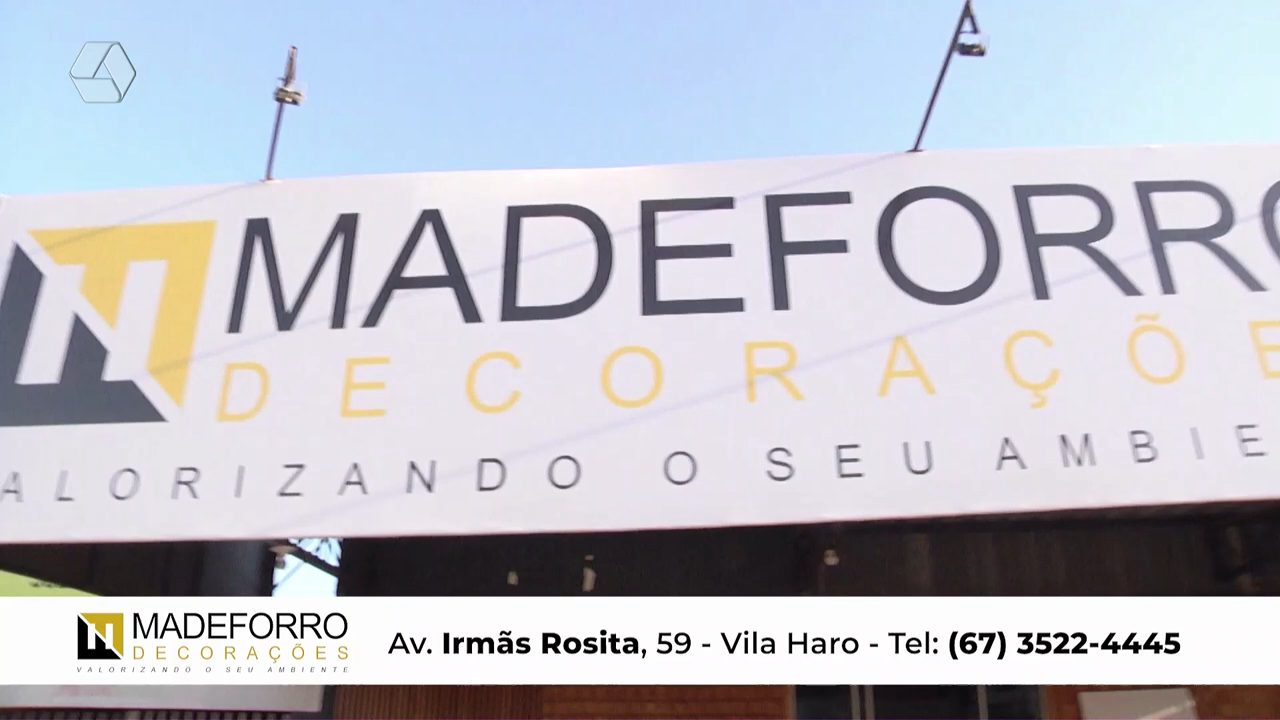 MADEFORRO
DECORAÇÕE
ALORIZANDO O SEU AMBIE
MADEFORRO
DECORAÇÕES
VALORIZANDO O SEU AMBIENTE
Av. Irmãs Rosita, 59 - Vila Haro - Tel: (67) 3522-4445